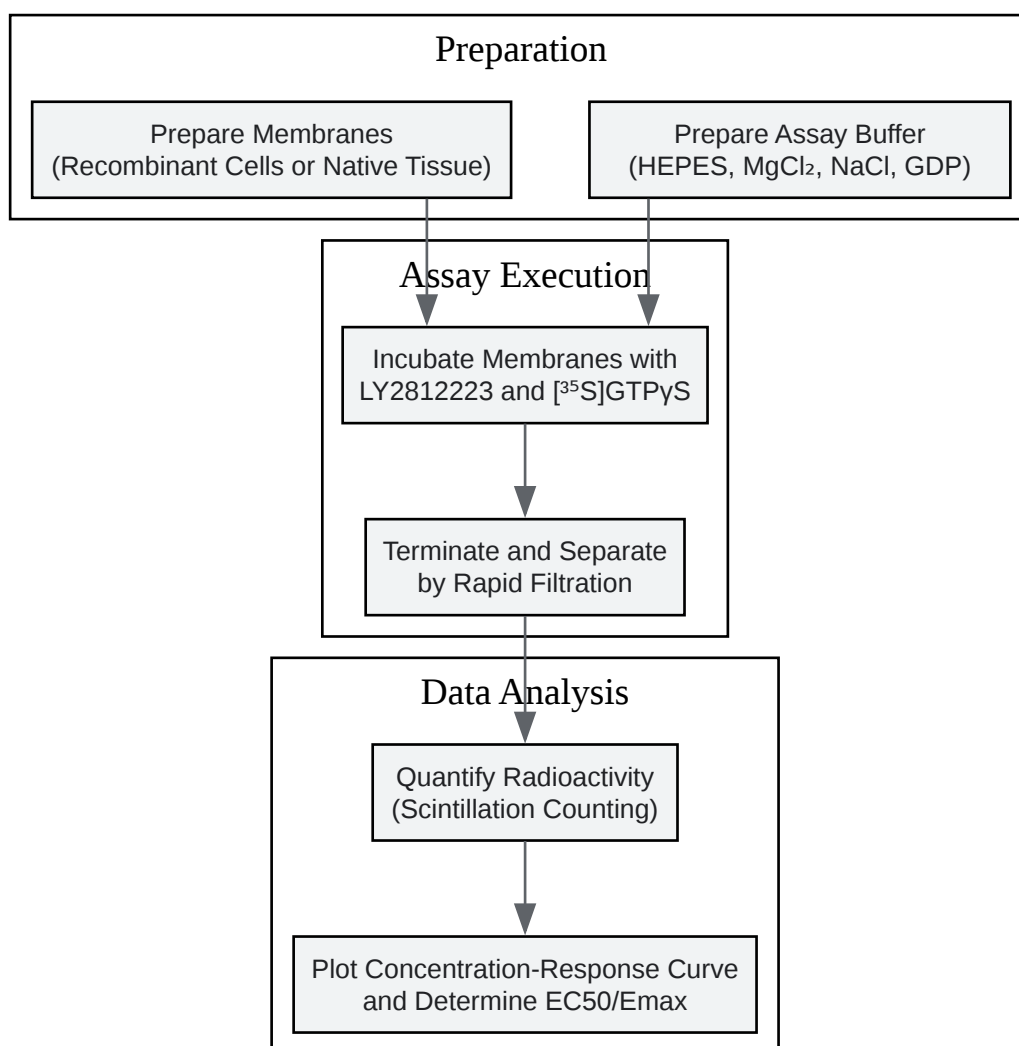 Preparation
Prepare Membranes
(Recombinant Cells or Native Tissue)
Prepare Assay Buffer
(HEPES, MgCl₂, NaCl, GDP)
Assay Execution
Incubate Membranes with
LY2812223 and [³⁵S]GTPγS
Terminate and Separate
by Rapid Filtration
Data Analysis
Quantify Radioactivity
(Scintillation Counting)
Plot Concentration-Response Curve
and Determine EC50/Emax